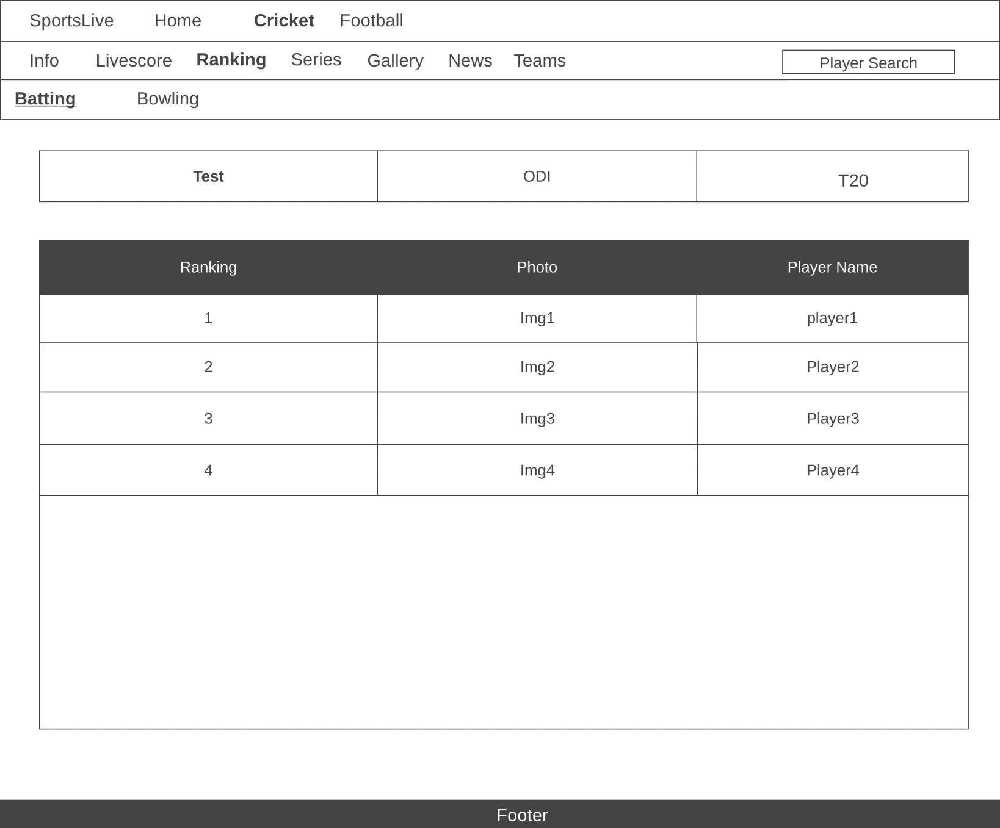 SportsLive Home Cricket Football
Info Livescore Ranking Series Gallery News Teams Player Search
Batting Bowling
Test ODI T20
Ranking Photo Player Name
1 Img1 player1
2 Img2 Player2
3 Img3 Player3
4 Img4 Player4
Footer